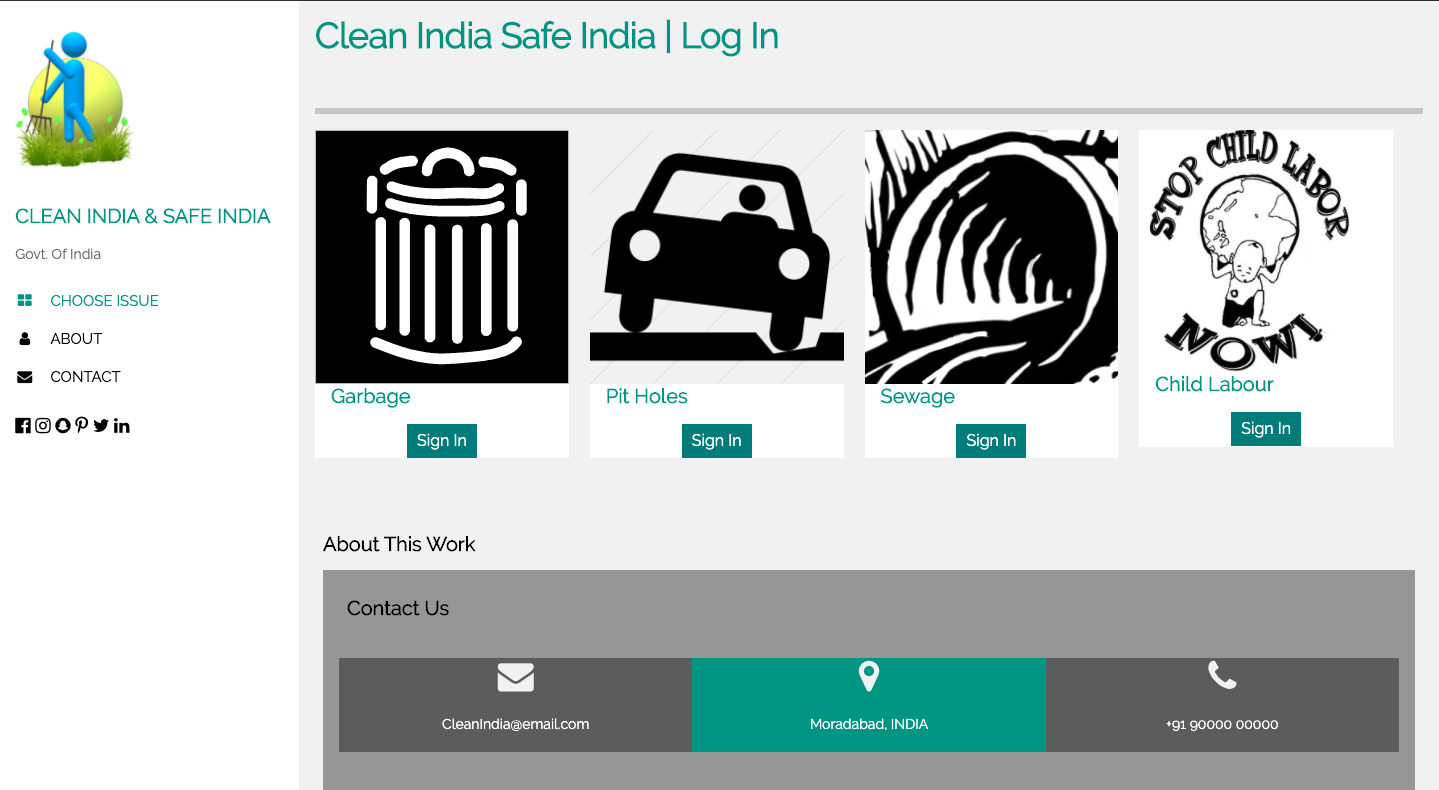 Clean India Safe India | Log In
CLEAN INDIA & SAFE INDIA
Govt. Of India
CHOOSE ISSUE
ABOUT
CONTACT
Garbage
Sign In
Pit Holes
Sign In
Sewage
Sign In
STOP CHILD LABOR
NOW!
Child Labour
Sign In
About This Work
Contact Us
CleanIndia@email.com
Moradabad, INDIA
+91 90000 00000